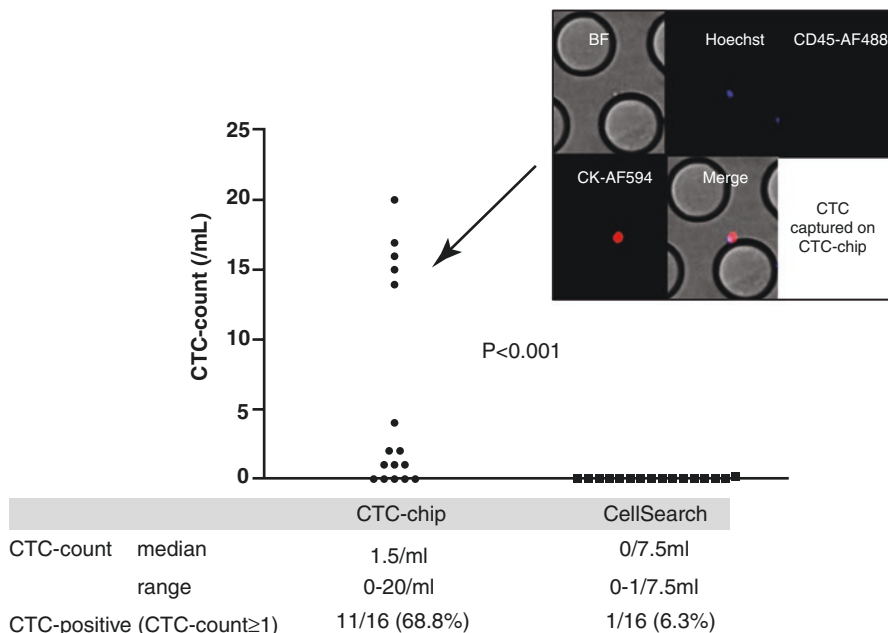 BF
Hoechst
CD45-AF488
CK-AF594
Merge
CTC
captured on
CTC-chip
CTC-count (/mL)
25
20
15
10
5
0
P<0.001
CTC-chip CellSearch
CTC-count median 1.5/ml 0/7.5ml
range 0-20/ml 0-1/7.5ml
CTC-positive (CTC-count≥1) 11/16 (68.8%) 1/16 (6.3%)